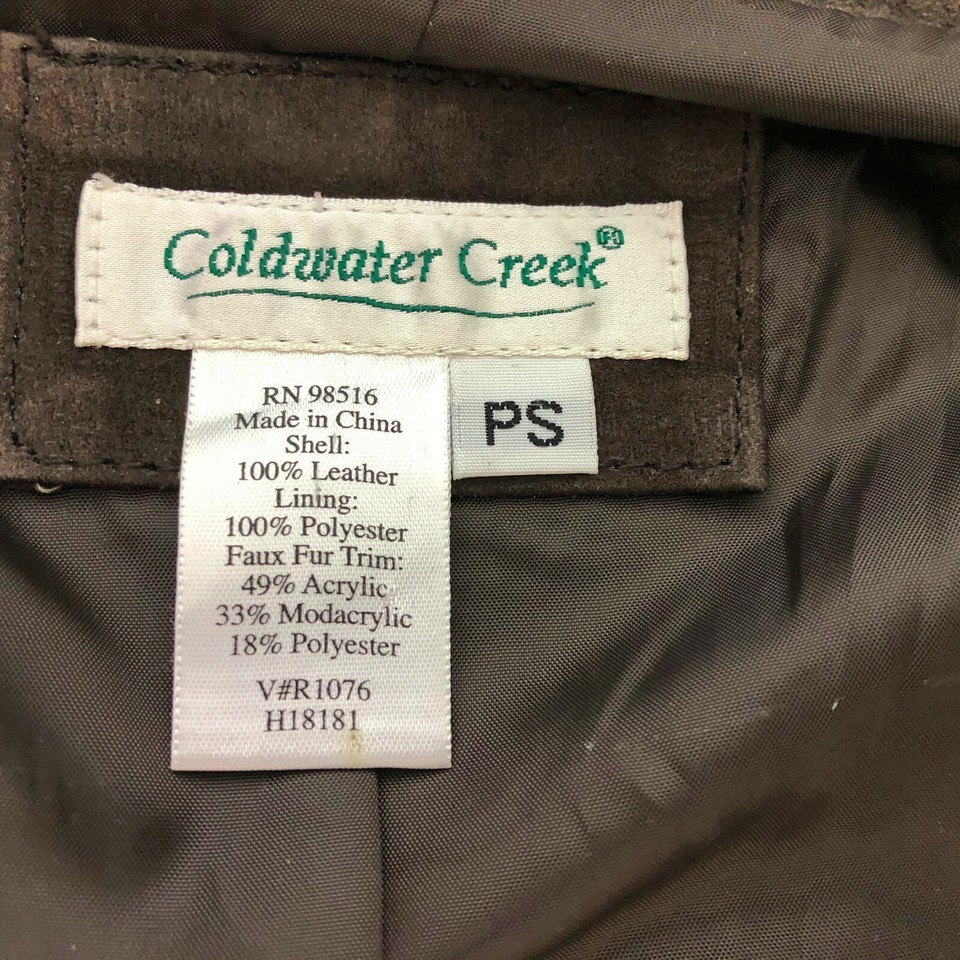 Coldwater Creek®
RN 98516
Made in China
Shell:
100% Leather
Lining:
100% Polyester
Faux Fur Trim:
49% Acrylic
33% Modacrylic
18% Polyester
V#R1076
H18181
PS